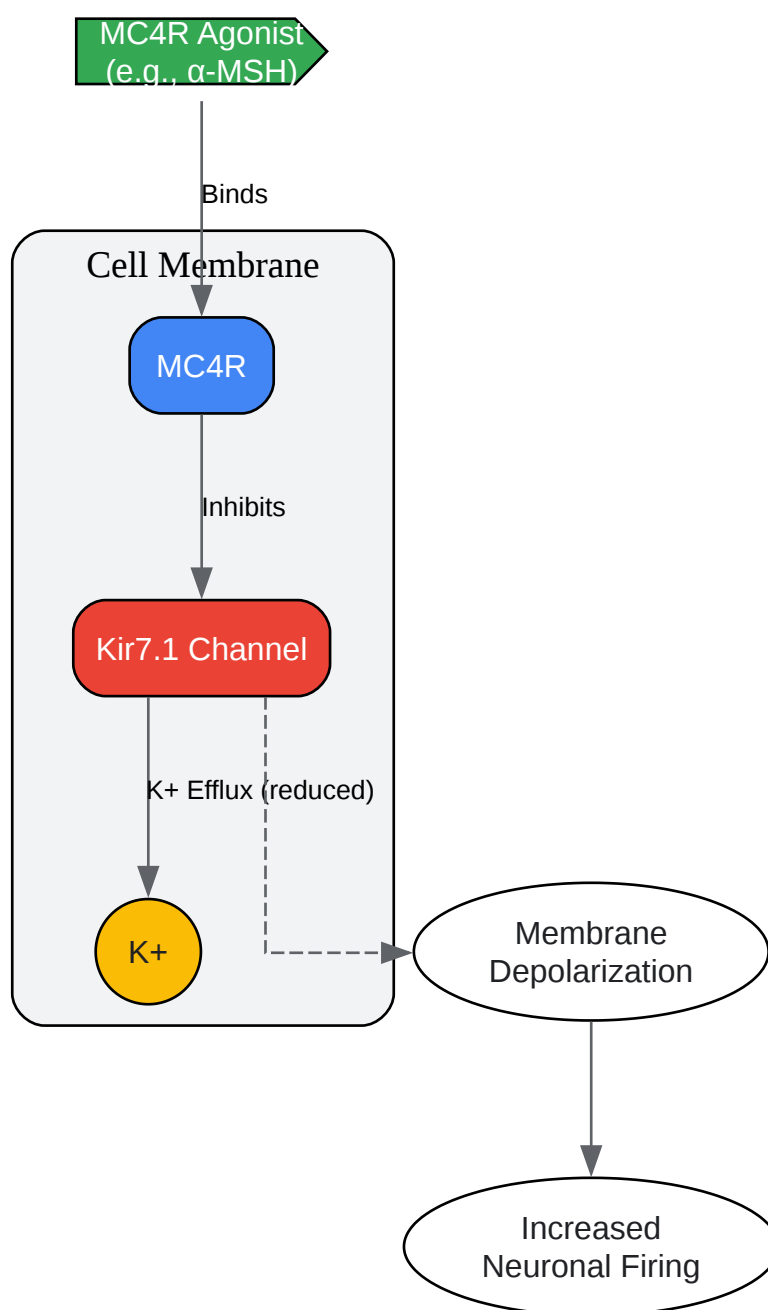 MC4R Agonist
(e.g., α-MSH)
Binds
Cell Membrane
MC4R
Inhibits
Kir7.1 Channel
K+ Efflux (reduced)
K+
Membrane
Depolarization
Increased
Neuronal Firing